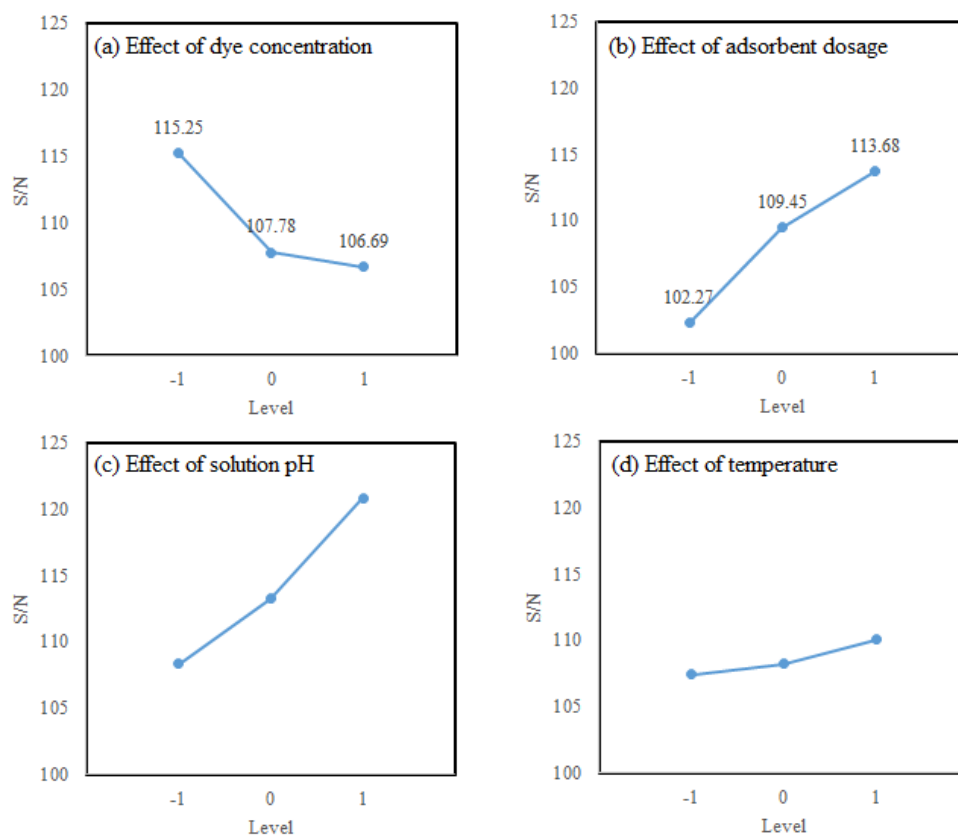 (a) Effect of dye concentration
125
120
115
110
105
100
S/N
115.25
107.78
106.69
-1 0 1
Level
(b) Effect of adsorbent dosage
125
120
115
110
105
100
S/N
102.27
109.45
113.68
-1 0 1
Level
(c) Effect of solution pH
125
120
115
110
105
100
S/N
-1 0 1
Level
(d) Effect of temperature
125
120
115
110
105
100
S/N
-1 0 1
Level